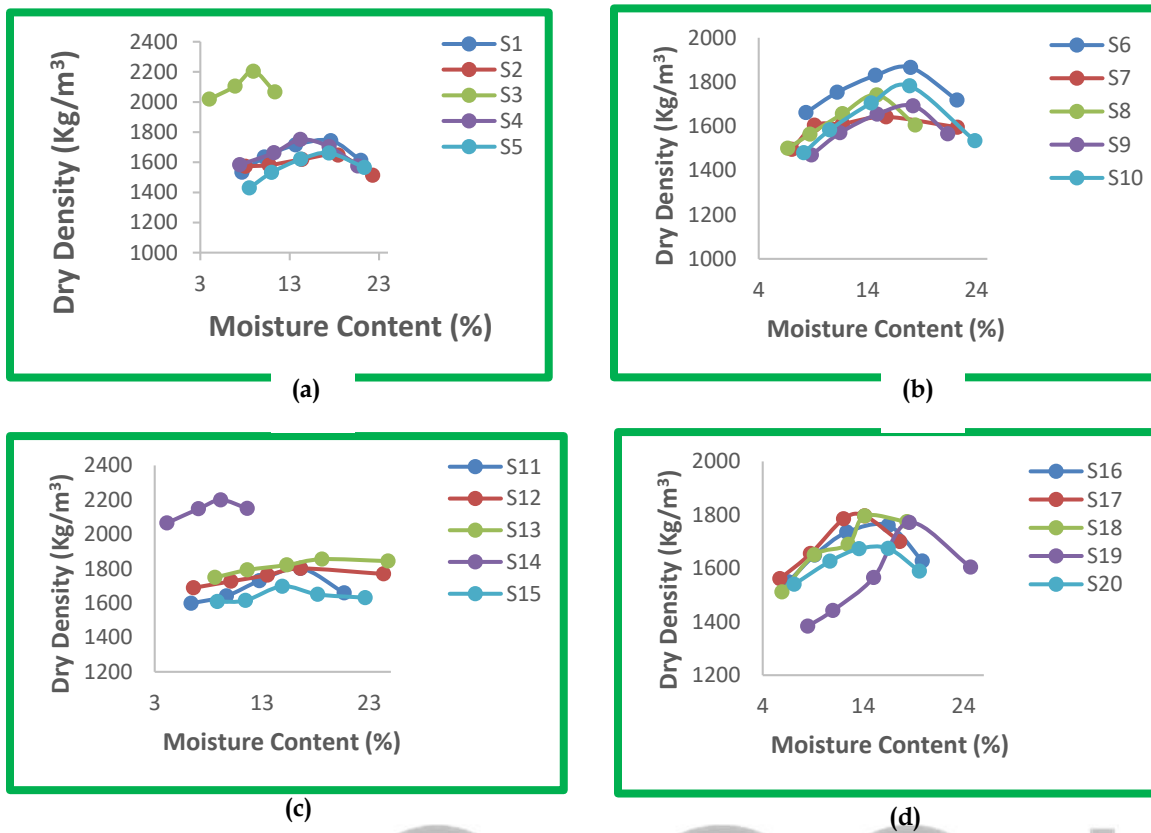 2400
2200
2000
1800
1600
1400
1200
1000
3 13 23
Dry Density (Kg/m³)
Moisture Content (%)
S1
S2
S3
S4
S5
(a)
2000
1800
1600
1400
1200
1000
4 14 24
Dry Density (Kg/m³)
Moisture Content (%)
S6
S7
S8
S9
S10
(b)
2400
2200
2000
1800
1600
1400
1200
3 13 23
Dry Density (Kg/m³)
Moisture Content (%)
S11
S12
S13
S14
S15
(c)
2000
1800
1600
1400
1200
4 14 24
Dry Density (Kg/m³)
Moisture Content (%)
S16
S17
S18
S19
S20
(d)